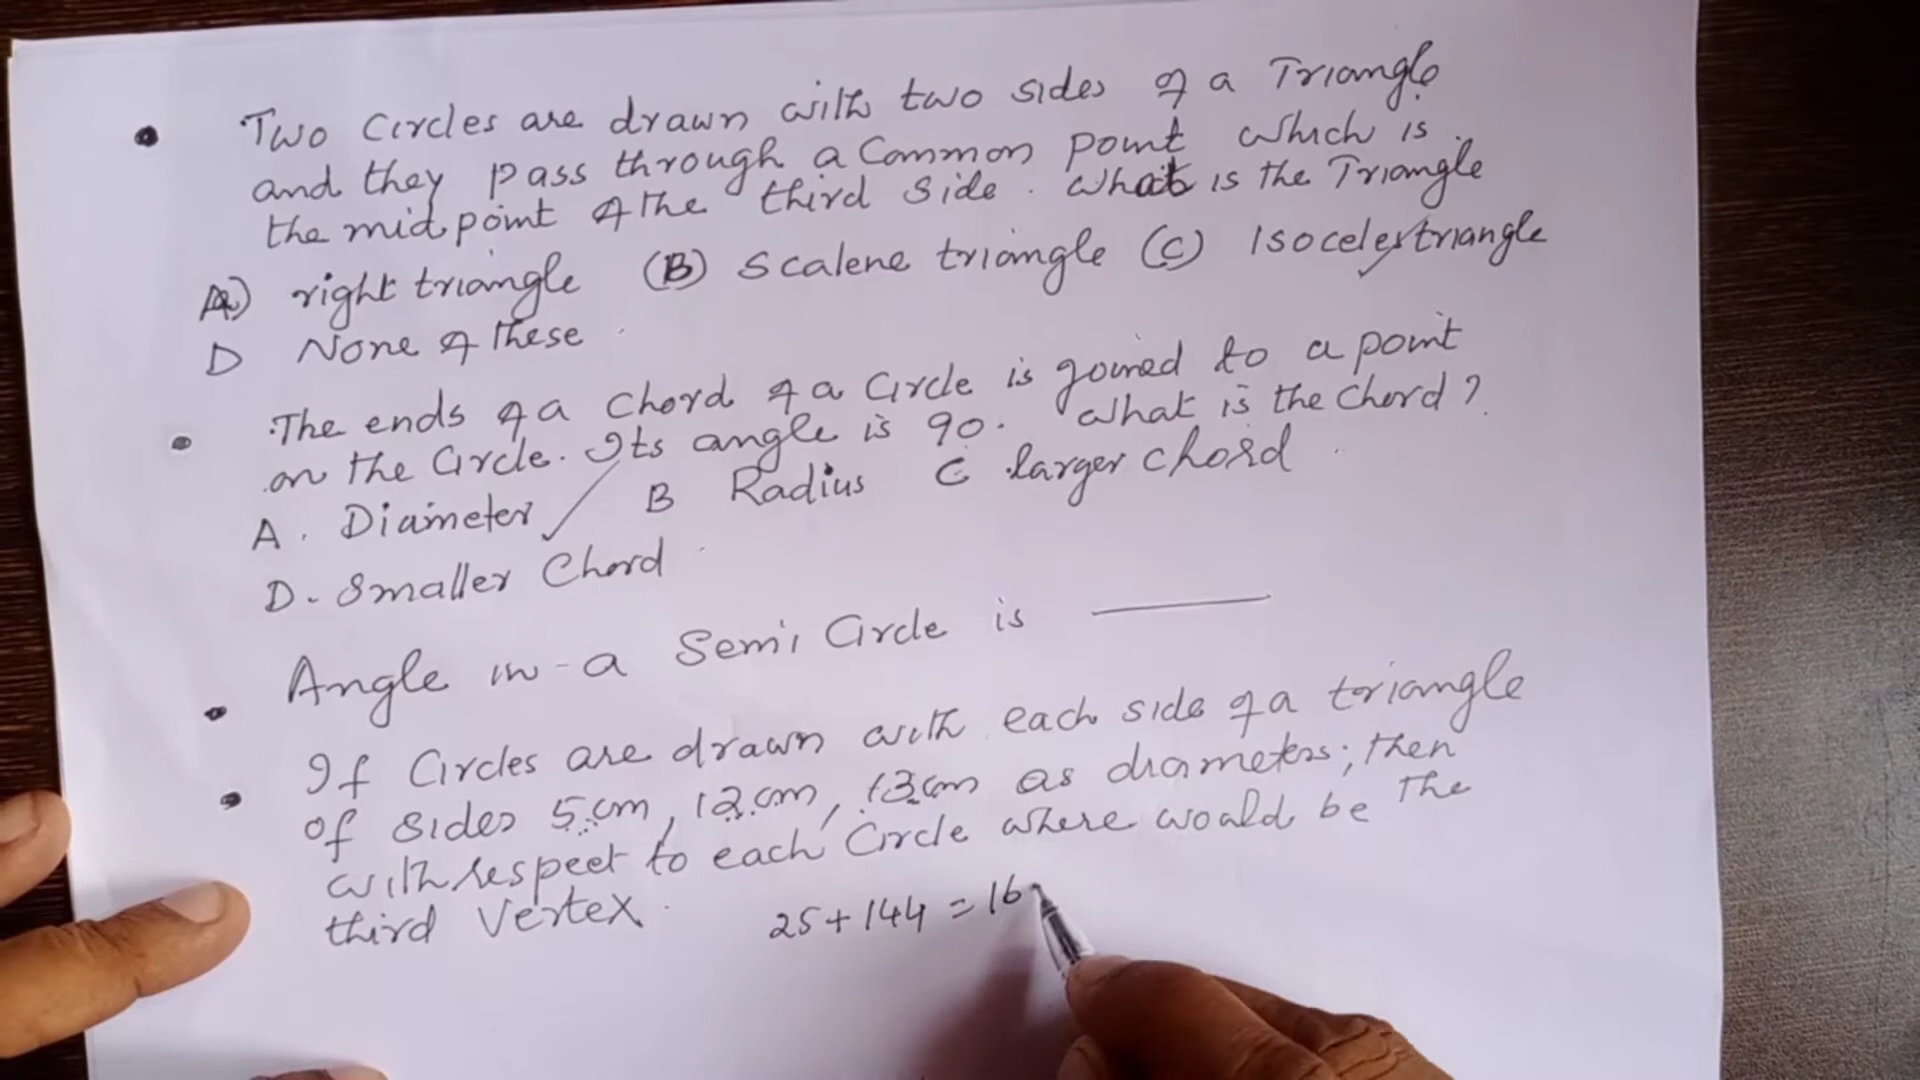 Two Circles are drawn with two sides of a Triangle
and they pass through a Common point which is
the mid point of the third side. What is the Triangle
A) right triangle (B) Scalene triangle (C) Isoceles triangle
D None of these
The ends of a chord of a Circle is joined to a point
on the Circle. Its angle is 90. What is the chord?
A. Diameter B Radius C larger chord
D. Smaller Chord
Angle in a Semi Circle is
If Circles are drawn with each side of a triangle
of sides 5cm, 12cm, 13cm as diameters; then
with respect to each Circle where would be the
third Vertex.
25+144=16